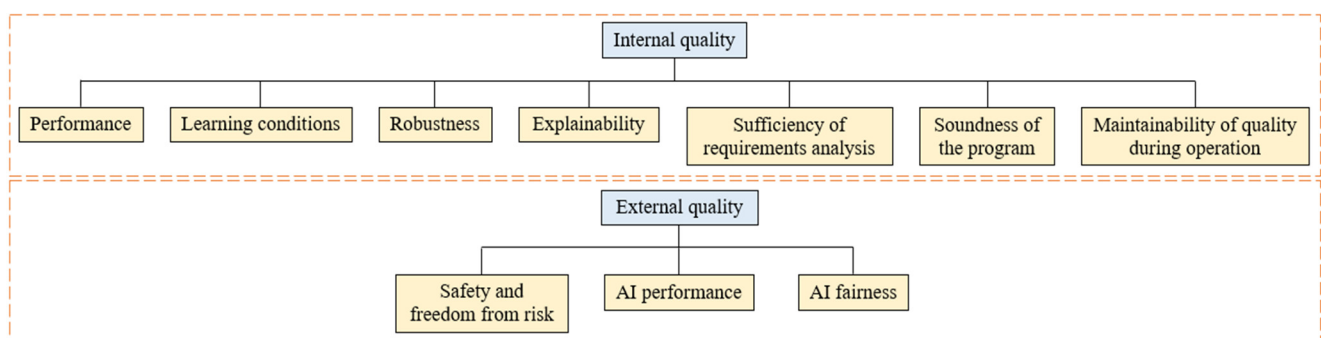 Internal quality
Performance
Learning conditions
Robustness
Explainability
Sufficiency of
requirements analysis
Soundness of
the program
Maintainability of quality
during operation
External quality
Safety and
freedom from risk
AI performance
AI fairness